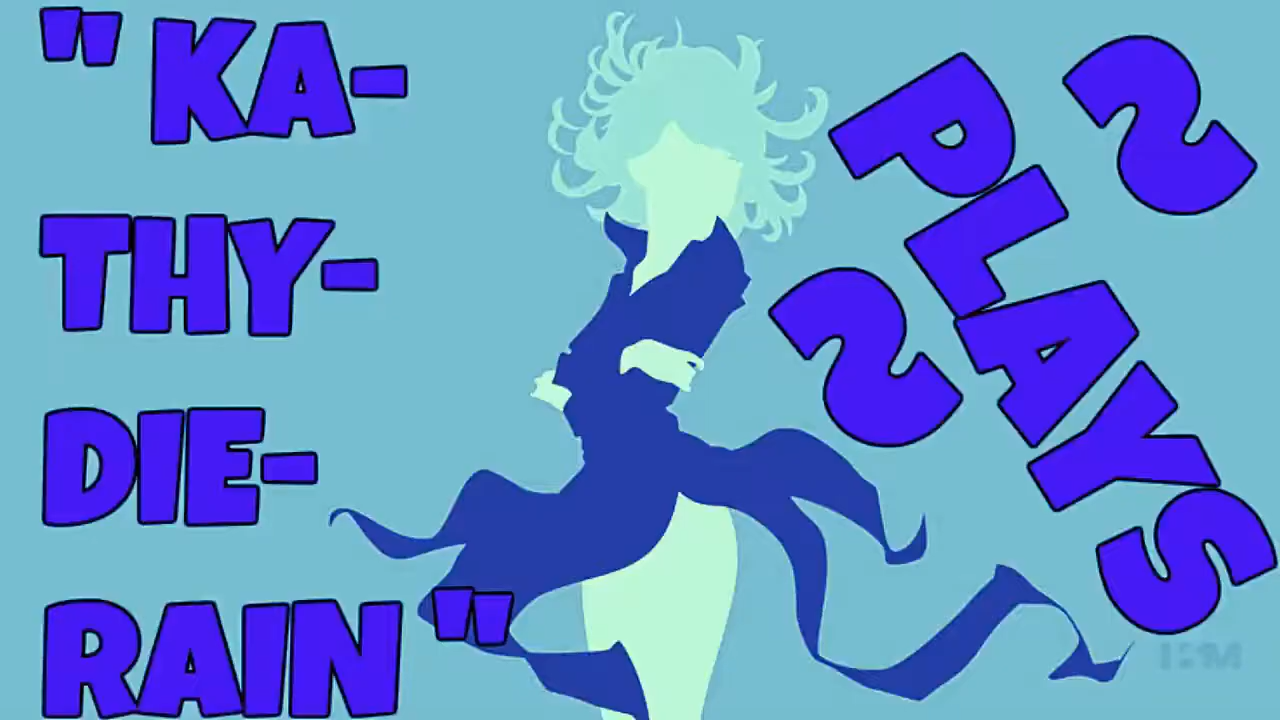 "KA-
THY-
DIE-
RAIN"
~
PLAYS
~